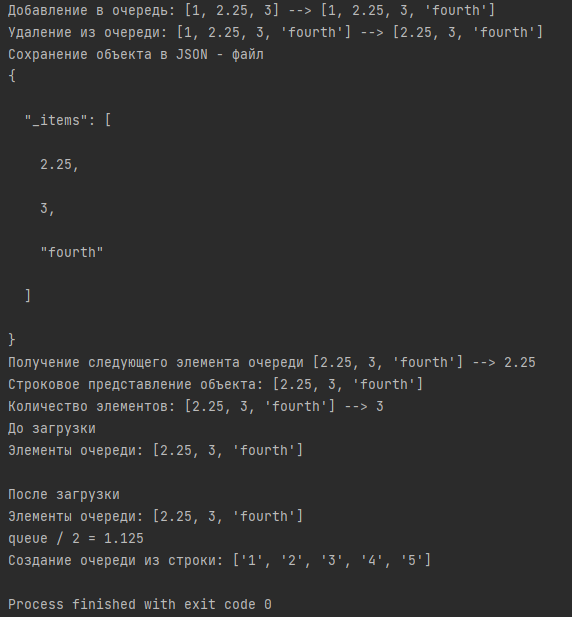 Добавление в очередь: [1, 2.25, 3] --> [1, 2.25, 3, 'fourth']
Удаление из очереди: [1, 2.25, 3, 'fourth'] --> [2.25, 3, 'fourth']
Сохранение объекта в JSON - файл
{
"_items": [
2.25,
3,
"fourth"
]
}
Получение следующего элемента очереди [2.25, 3, 'fourth'] --> 2.25
Строковое представление объекта: [2.25, 3, 'fourth']
Количество элементов: [2.25, 3, 'fourth'] --> 3
До загрузки
Элементы очереди: [2.25, 3, 'fourth']
После загрузки
Элементы очереди: [2.25, 3, 'fourth']
queue / 2 = 1.125
Создание очереди из строки: ['1', '2', '3', '4', '5']
Process finished with exit code 0